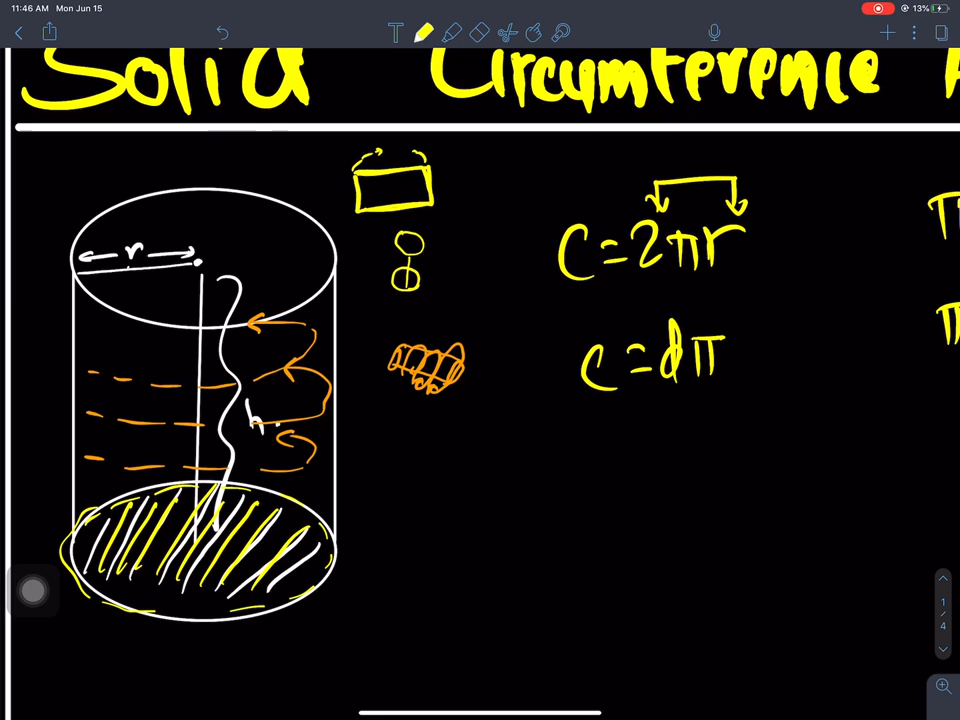 11:46 AM Mon Jun 15
13%
T
Solid Circumference
r
C=2πr
π
h.
c=dπ
π
1
/
4